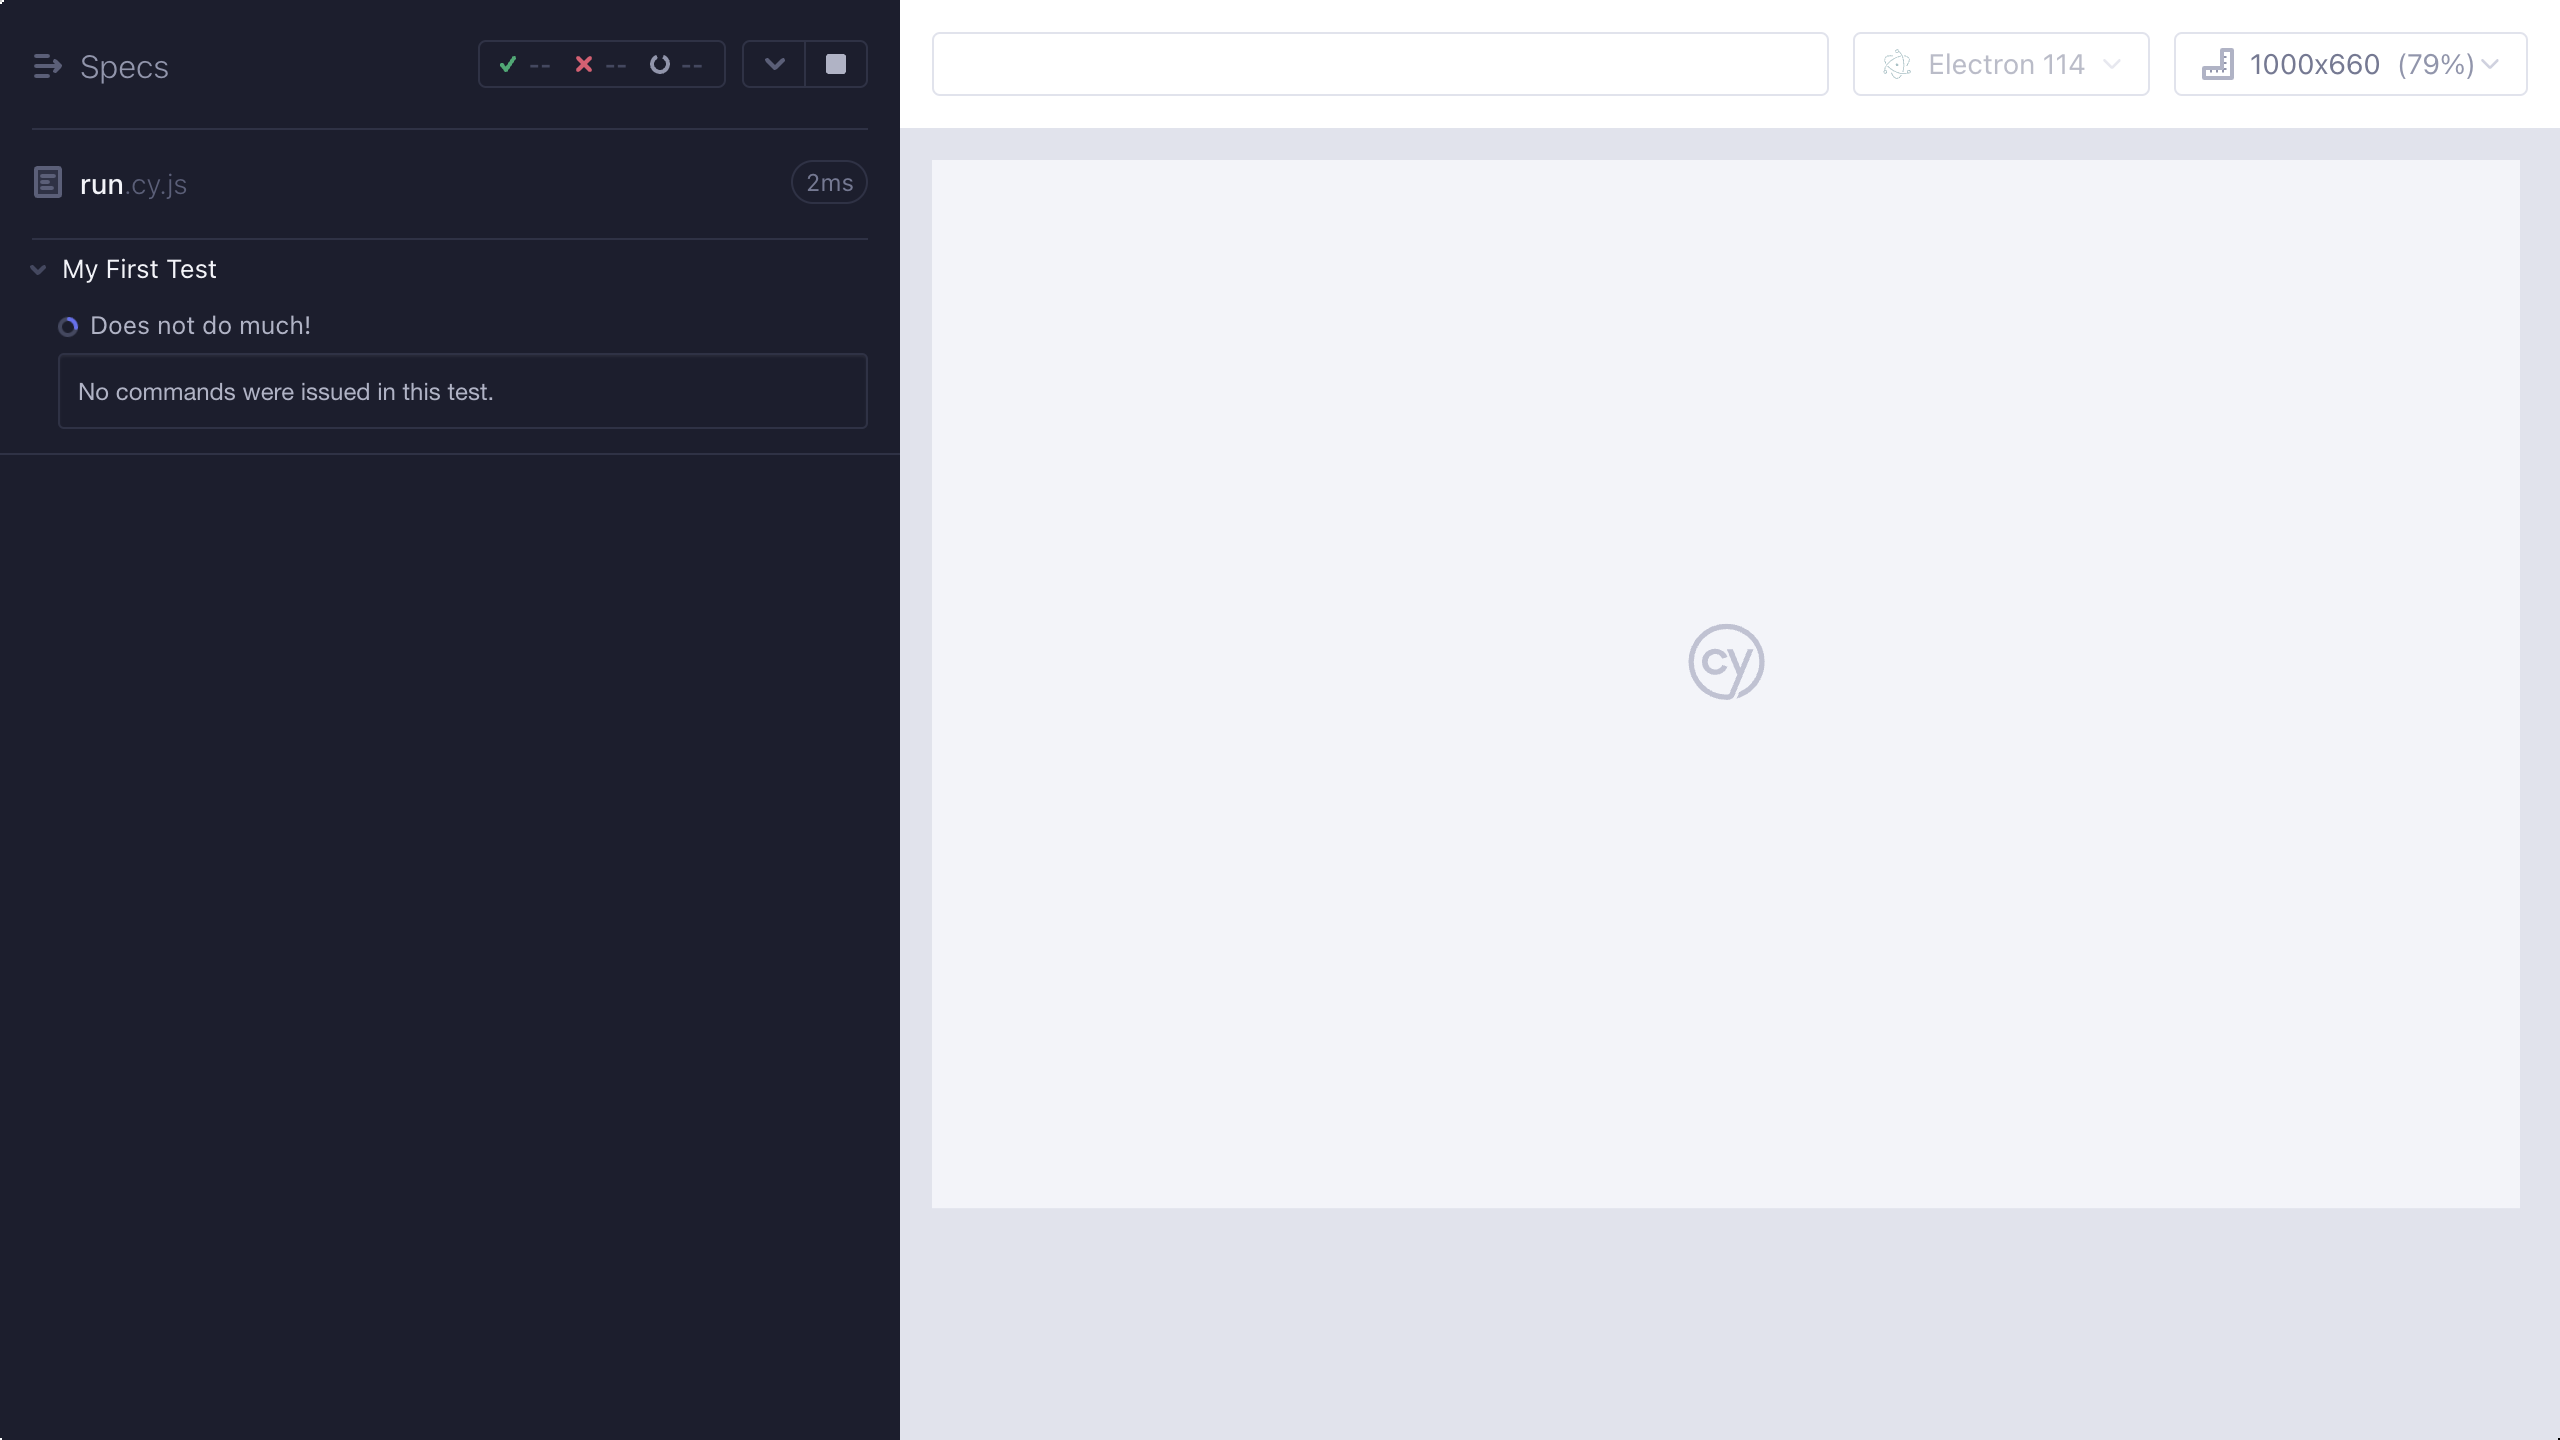 Specs
--
--
--
run.cy.js
2ms
My First Test
Does not do much!
No commands were issued in this test.
Electron 114
1000x660 (79%)
cy